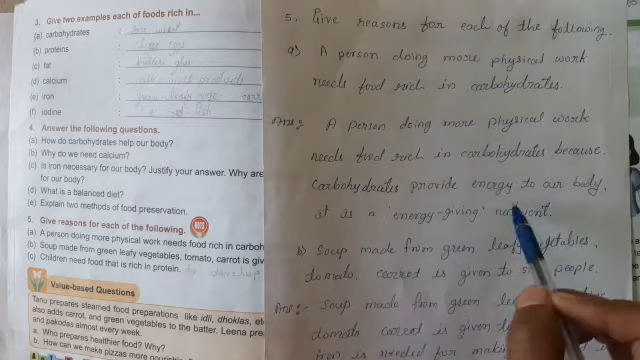 3. Give two examples each of foods rich in...
(a) carbohydrates :
(b) proteins :
(c) fat :
(d) calcium : milk products
(e) iron :
(f) iodine :
4. Answer the following questions.
(a) How do carbohydrates help our body?
(b) Why do we need calcium?
(c) Is iron necessary for our body? Justify your answer. Why are
for our body?
(d) What is a balanced diet?
(e) Explain two methods of food preservation.
5. Give reasons for each of the following.
(a) A person doing more physical work needs food rich in carboh
(b) Soup made from green leafy vegetables, tomato, carrot is giv
(c) Children need food that is rich in protein.
Value-based Questions
Tanu prepares steamed food preparations like idli, dhoklas, etc
also adds carrot and green vegetables to the batter. Leena pre
and pakodas almost every week.
a. Who prepares healthier food? Why?
b. How can we make pizzas more
5. Give reasons for each of the following.
a) A person doing more physical work
needs food rich in carbohydrates.
Ans:- A person doing more physical work
needs food rich in carbohydrates because.
Carbohydrates provide energy to our body,
it is a "energy-giving" nutrient.
b) Soup made from green leafy vegetables,
tomato, carrot is given to people.
Ans:- Soup made from green
tomato carrot is given
iron is needed for making